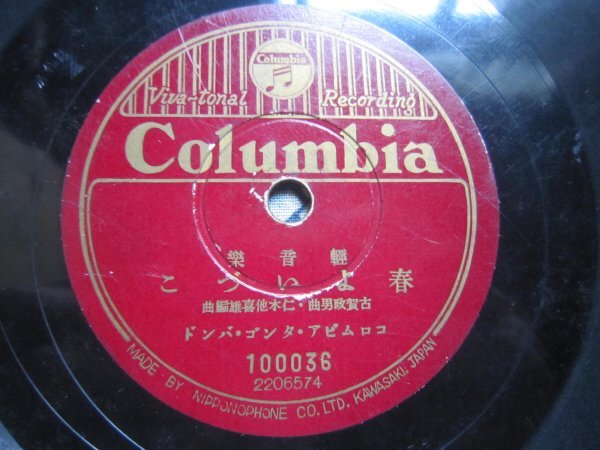 Columbia
Viva-tonal Recording
Columbia
輕音樂
春よいづこ
古賀政男曲・仁木他喜雄編曲
コロムビア・タンゴ・バンド
100036
2206574
MADE BY NIPPONOPHONE CO. LTD. KAWASAKI, JAPAN